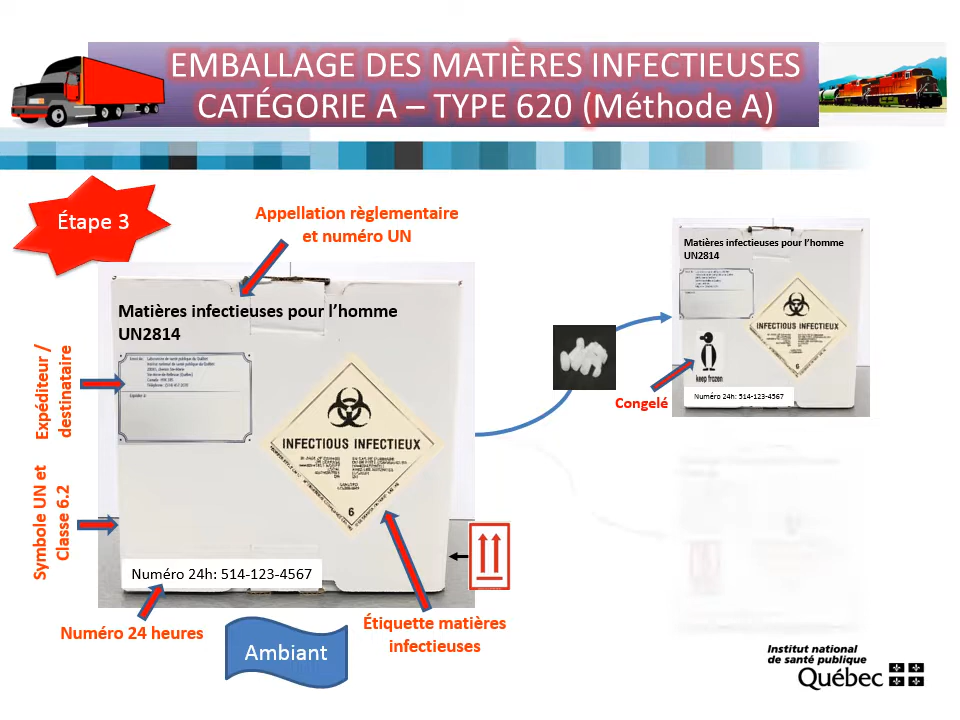 EMBALLAGE DES MATIÈRES INFECTIEUSES
CATÉGORIE A – TYPE 620 (Méthode A)
Étape 3
Appellation règlementaire
et numéro UN
Matières infectieuses pour l’homme
UN2814
Expéditeur /
destinataire
INFECTIOUS INFECTIEUX
6
Symbole UN et
Classe 6.2
Numéro 24h: 514-123-4567
Numéro 24 heures
Ambiant
Étiquette matières
infectieuses
Matières infectieuses pour l’homme
UN2814
INFECTIOUS INFECTIEUX
6
keep frozen
Congelé
Numéro 24h: 514-123-4567
Institut national
de santé publique
Québec